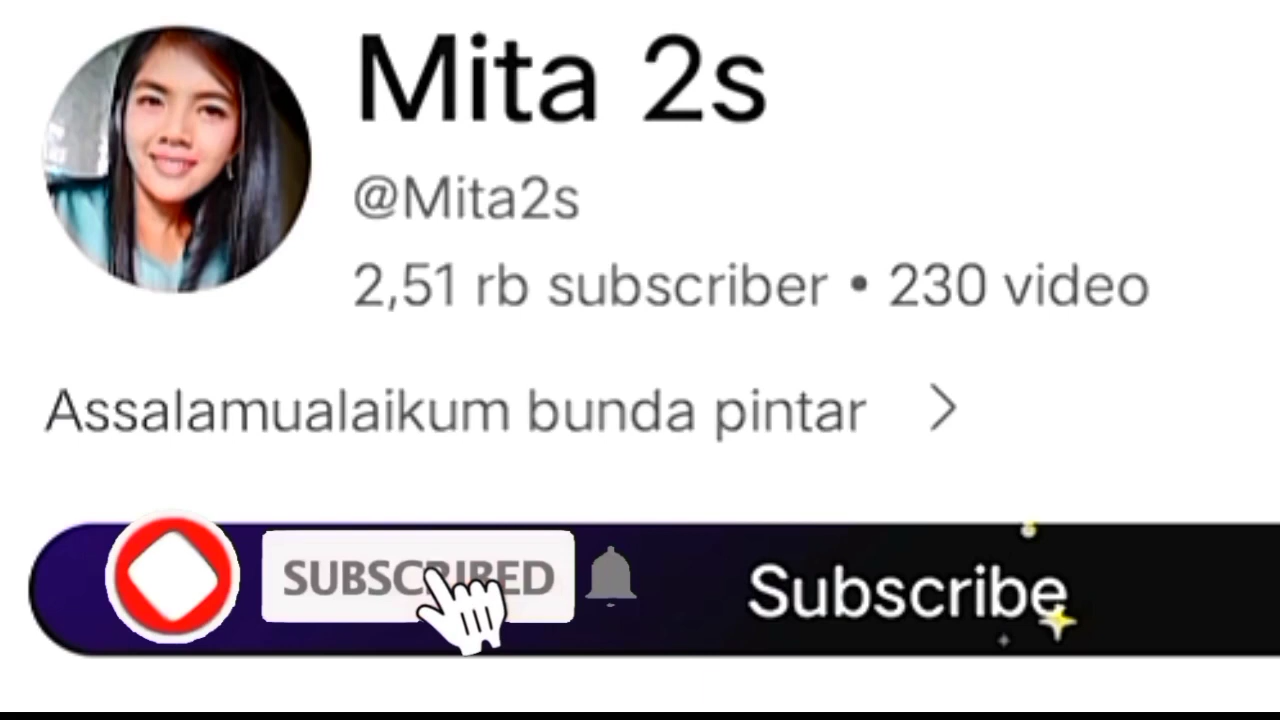 Mita 2s
@Mita2s
2,51 rb subscriber • 230 video
Assalamualaikum bunda pintar
SUBSCRIBED Subscribe